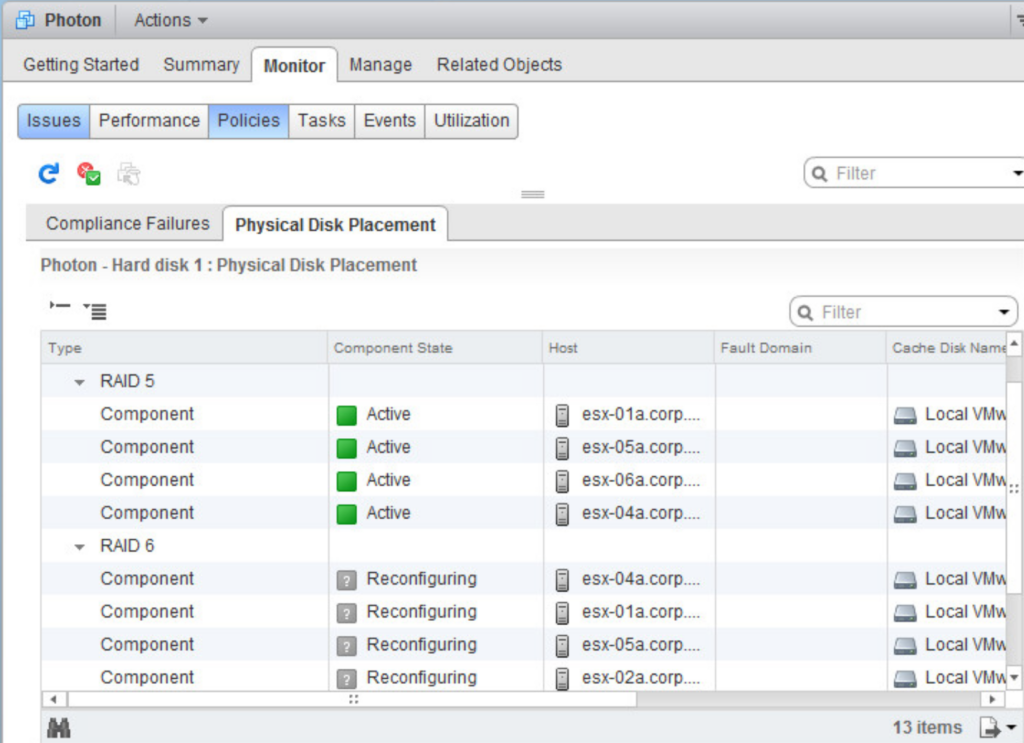 Photon Actions
Getting Started Summary Monitor Manage Related Objects
Issues Performance Policies Tasks Events Utilization
Filter
Compliance Failures Physical Disk Placement
Photon - Hard disk 1 : Physical Disk Placement
Filter
Type Component State Host Fault Domain Cache Disk Name
RAID 5
Component Active esx-01a.corp.... Local VMw
Component Active esx-05a.corp.... Local VMw
Component Active esx-06a.corp.... Local VMw
Component Active esx-04a.corp.... Local VMw
RAID 6
Component ? Reconfiguring esx-04a.corp.... Local VMw
Component ? Reconfiguring esx-01a.corp.... Local VMw
Component ? Reconfiguring esx-05a.corp.... Local VMw
Component ? Reconfiguring esx-02a.corp.... Local VMw
13 items